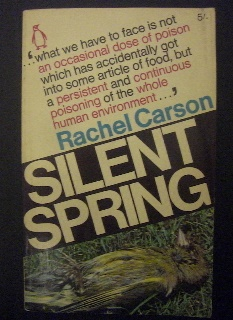 5/-
'...what we have to face is not
an occasional dose of poison
which has accidentally got
into some article of food, but
a persistent and continuous
poisoning of the whole
human environment...'
Rachel Carson
SILENT
SPRING